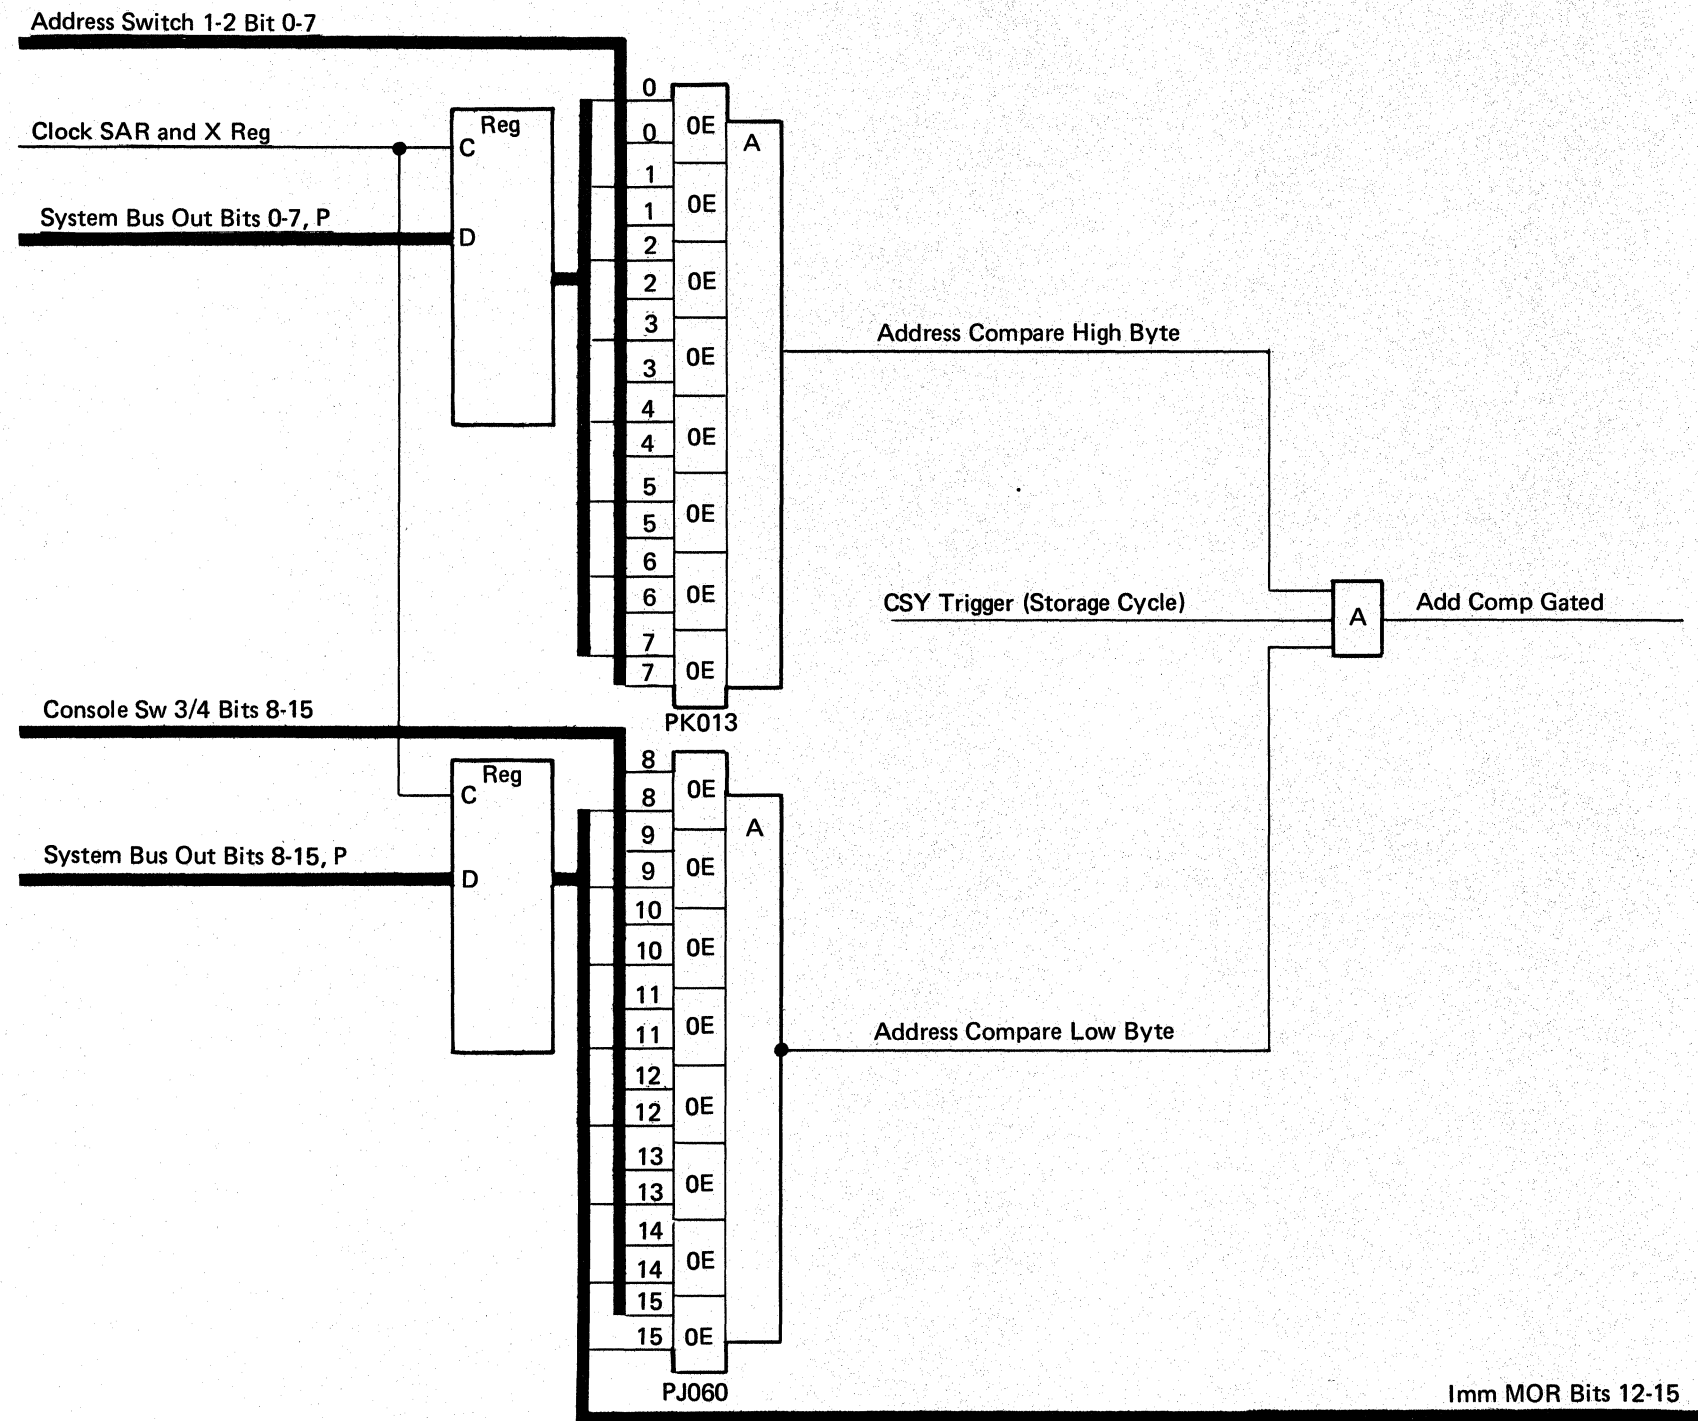 Address Switch 1-2 Bit 0-7
Clock SAR and X Reg
System Bus Out Bits 0-7, P
Reg
C
D
0
0
1
1
2
2
3
3
4
4
5
5
6
6
7
7
OE
OE
OE
OE
OE
OE
OE
OE
A
PK013
Address Compare High Byte
CSY Trigger (Storage Cycle)
A
Add Comp Gated
Console Sw 3/4 Bits 8-15
System Bus Out Bits 8-15, P
Reg
C
D
8
8
9
9
10
10
11
11
12
12
13
13
14
14
15
15
OE
OE
OE
OE
OE
OE
OE
OE
A
PJ060
Address Compare Low Byte
Imm MOR Bits 12-15